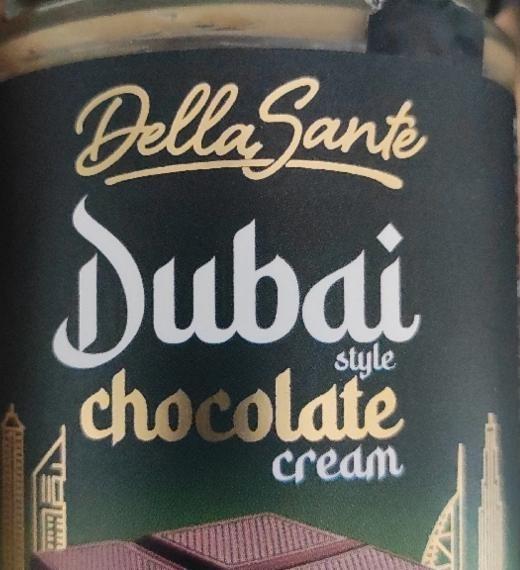 DellaSanté
Dubai
style
chocolate
cream